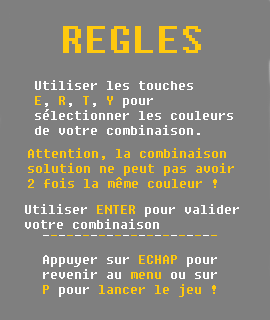 REGLES
Utiliser les touches
E, R, T, Y pour
sélectionner les couleurs
de votre combinaison.
Attention, la combinaison
solution ne peut pas avoir
2 fois la même couleur !
Utiliser ENTER pour valider
votre combinaison
----------------------
Appuyer sur ECHAP pour
revenir au menu ou sur
P pour lancer le jeu !